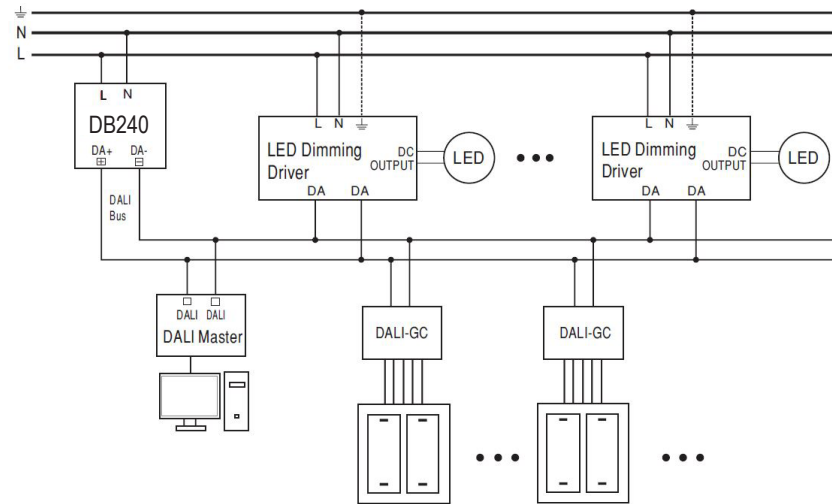 N
L
L N
DB240
DA+ DA-
DALI
Bus
L N
LED Dimming
Driver
DC
OUTPUT
DA DA
LED
L N
LED Dimming
Driver
DC
OUTPUT
DA DA
LED
DALI DALI
DALI Master
DALI-GC
DALI-GC